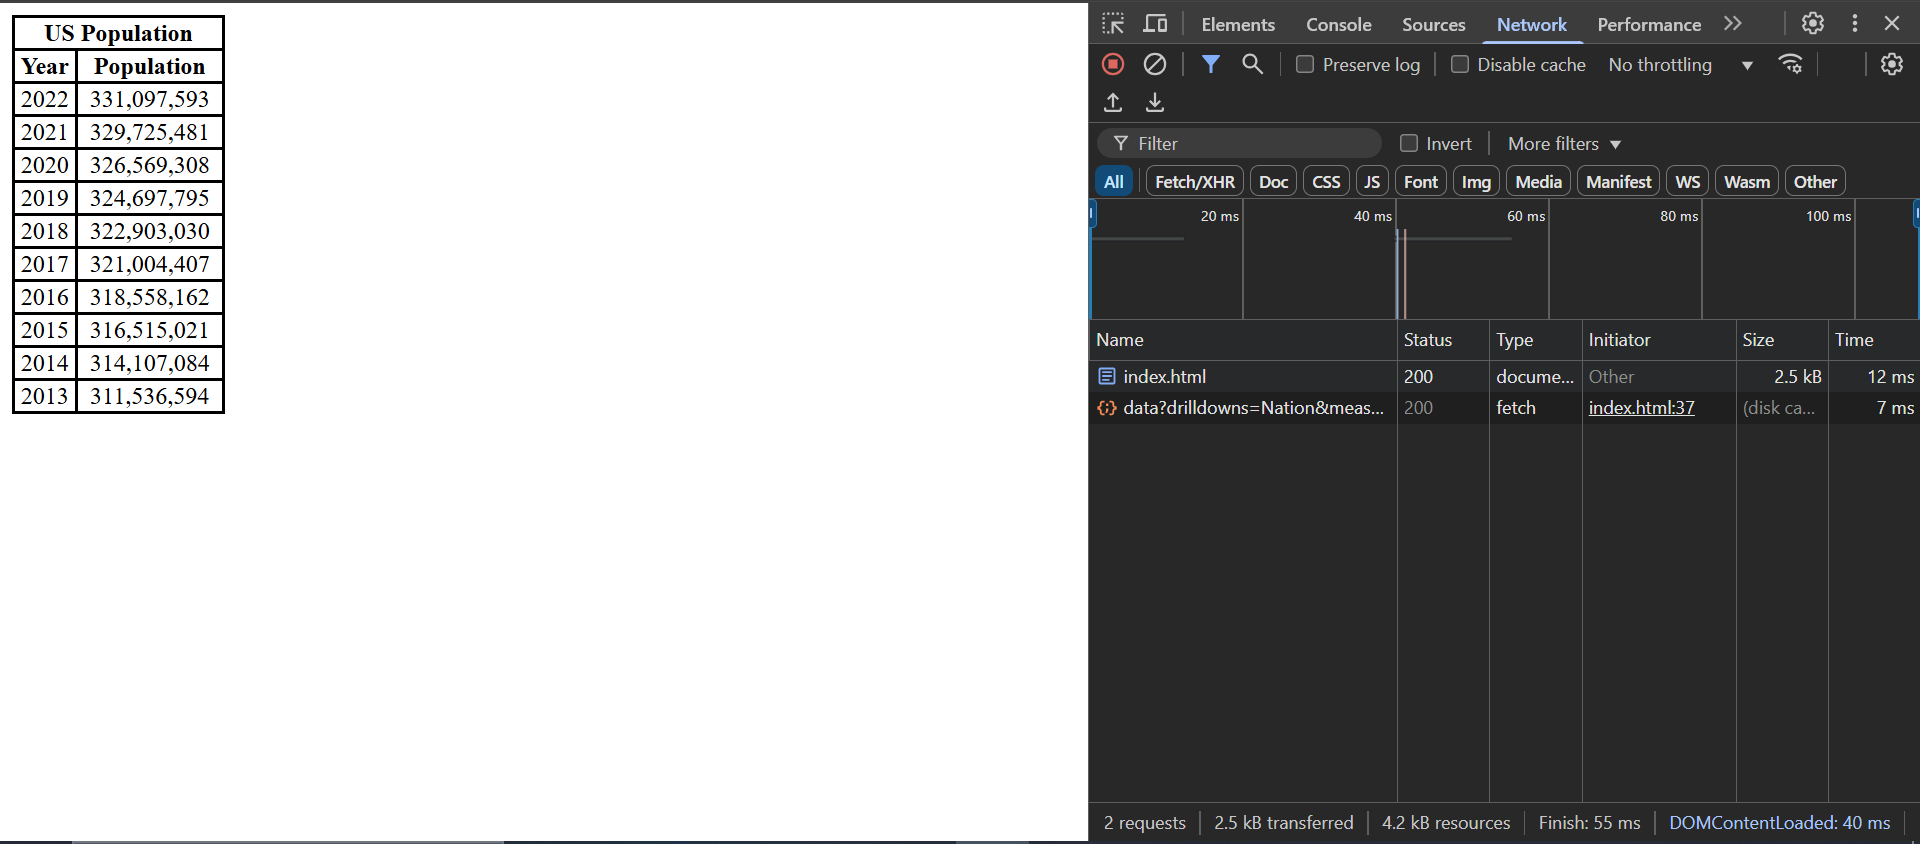 US Population
Year Population
2022 331,097,593
2021 329,725,481
2020 326,569,308
2019 324,697,795
2018 322,903,030
2017 321,004,407
2016 318,558,162
2015 316,515,021
2014 314,107,084
2013 311,536,594
Elements Console Sources Network Performance
Preserve log Disable cache No throttling
Filter Invert More filters
All Fetch/XHR Doc CSS JS Font Img Media Manifest WS Wasm Other
20 ms 40 ms 60 ms 80 ms 100 ms
Name Status Type Initiator Size Time
index.html 200 docume... Other 2.5 kB 12 ms
data?drilldowns=Nation&meas... 200 fetch index.html:37 (disk ca... 7 ms
2 requests 2.5 kB transferred 4.2 kB resources Finish: 55 ms DOMContentLoaded: 40 ms